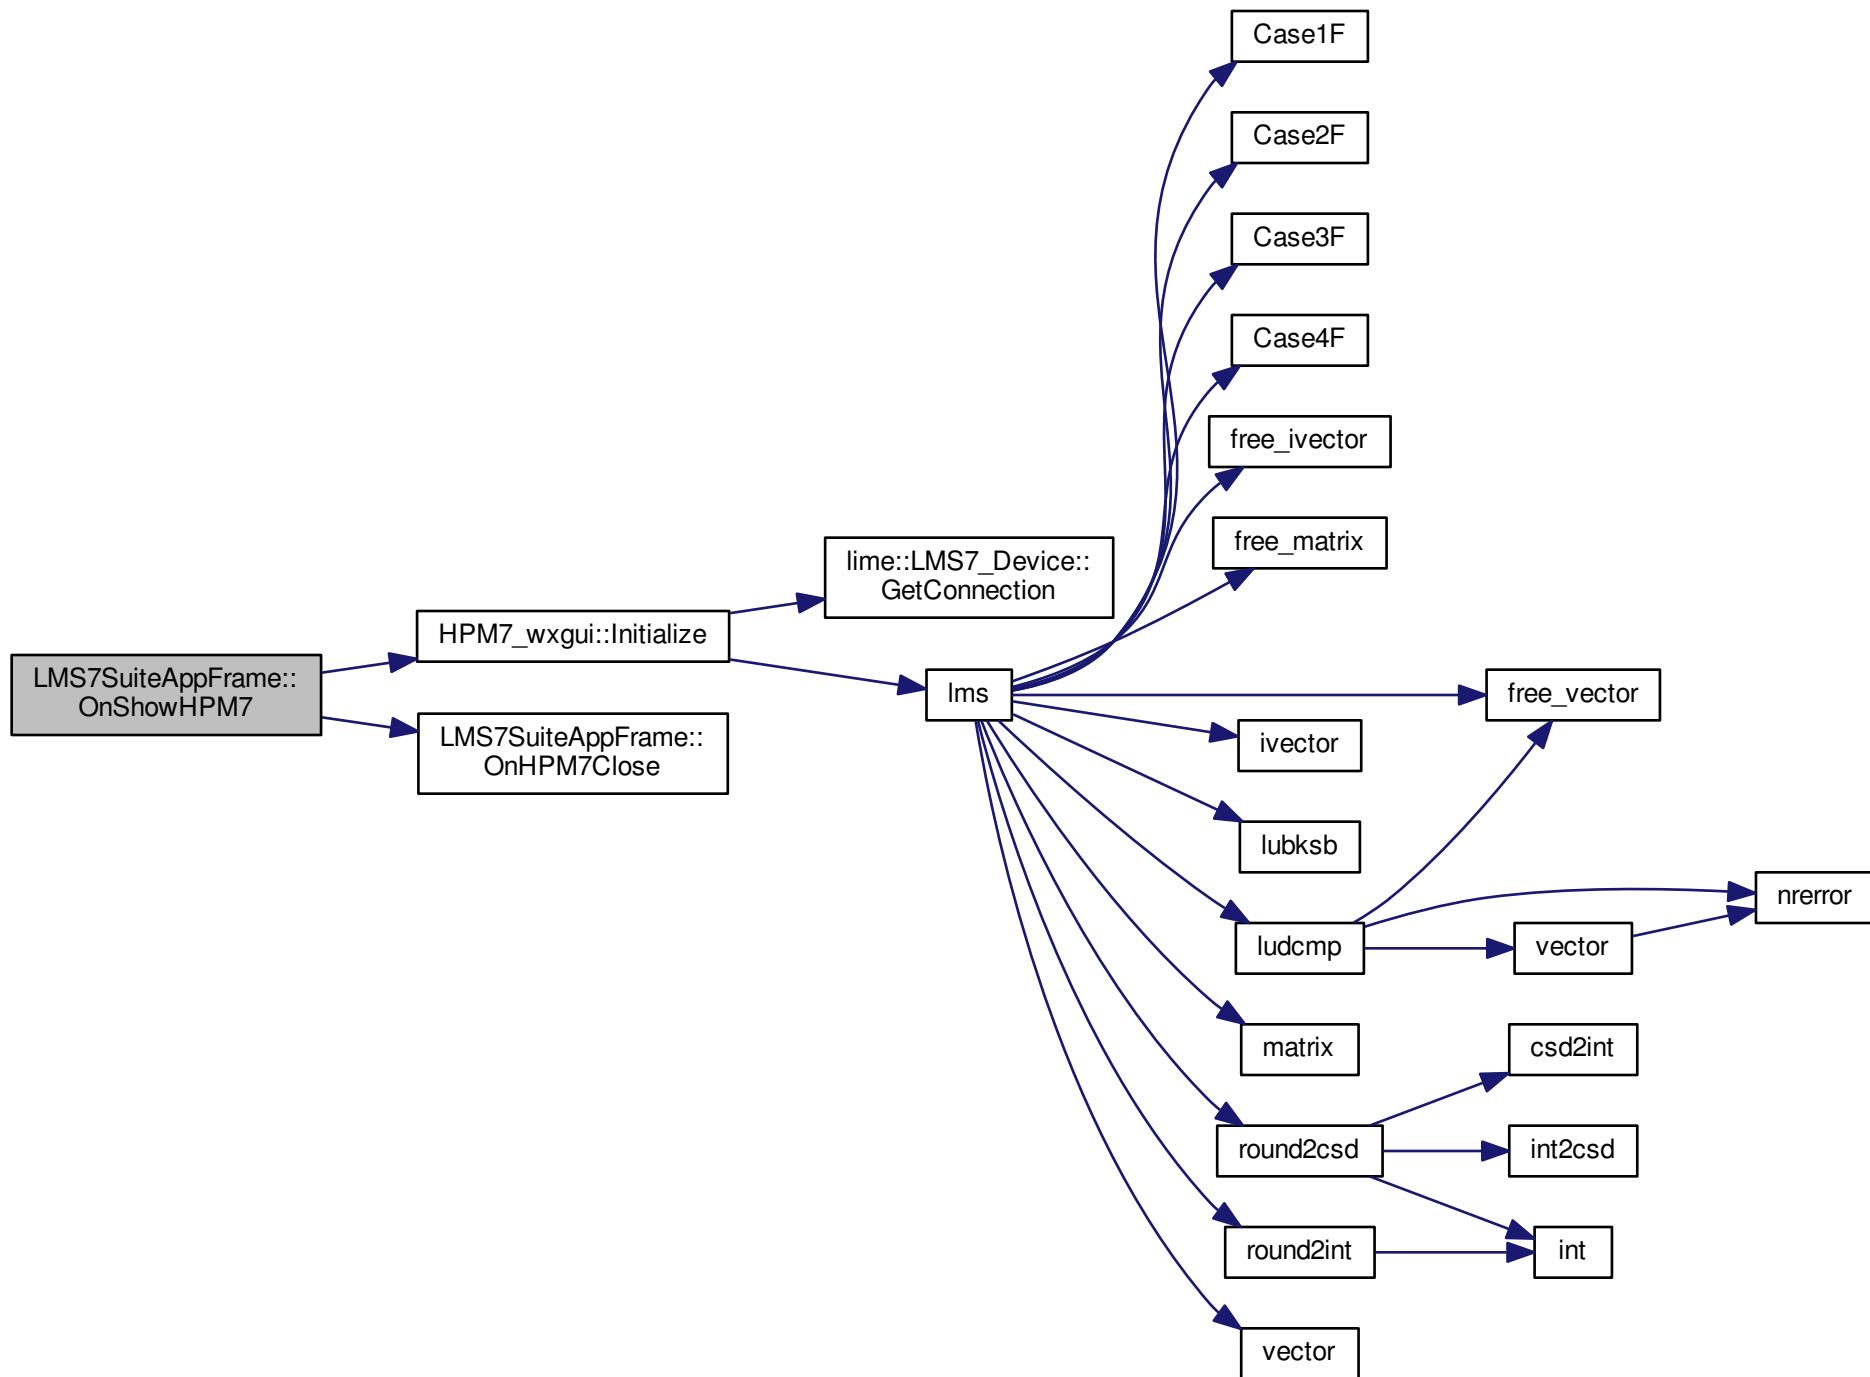 Case1F
Case2F
Case3F
Case4F
free_ivector
free_matrix
lime::LMS7_Device::
GetConnection
HPM7_wxgui::Initialize
LMS7SuiteAppFrame::
OnShowHPM7
lms
free_vector
LMS7SuiteAppFrame::
OnHPM7Close
ivector
lubksb
nrerror
ludcmp
vector
matrix
csd2int
round2csd
int2csd
round2int
int
vector